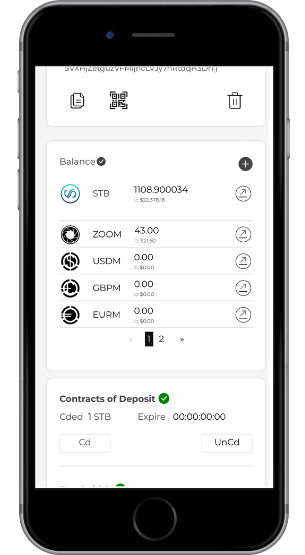 Balance
STB 1108.900034
≈ $22,378.18
ZOOM 43.00
≈ $21.50
USDM 0.00
≈ $0.00
GBPM 0.00
≈ $0.00
EURM 0.00
≈ $0.00
« 1 2 »
Contracts of Deposit
Cded 1 STB Expire 00:00:00:00
Cd UnCd